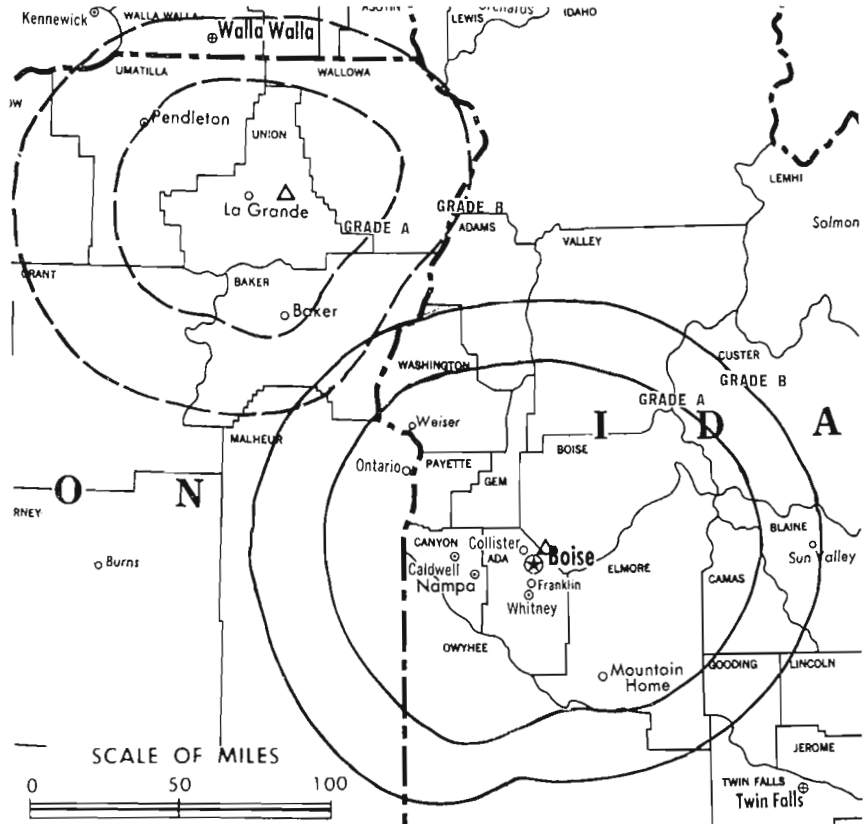 Kennewick
WALLA WALLA
Walla Walla
LEWIS
IDAHO
UMATILLA
WALLOWA
OW
Pendleton
UNION
LEMHI
La Grande
GRADE A
GRADE B
ADAMS
VALLEY
Salmon
GRANT
BAKER
Baker
WASHINGTON
CUSTER
GRADE B
GRADE A
Weiser
I D A
MALHEUR
BOISE
Ontario
PAYETTE
GEM
O N
RNEY
BLAINE
CANYON
Collister
Boise
ADA
Sun Valley
Burns
Caldwell
Nampa
ELMORE
CAMAS
Franklin
Whitney
OWYHEE
GOODING
LINCOLN
Mountain
Home
SCALE OF MILES
JEROME
0 50 100
TWIN FALLS
Twin Falls